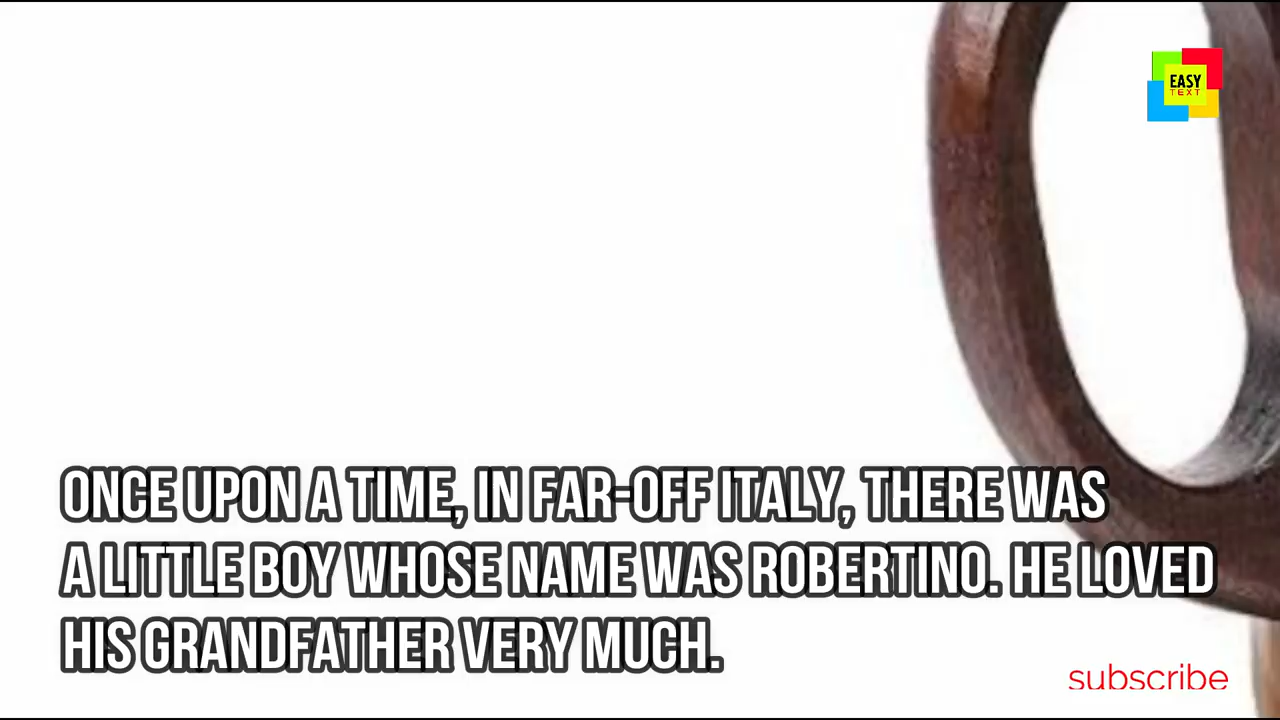 EASY
TEXT
ONCE UPON A TIME, IN FAR-OFF ITALY, THERE WAS
A LITTLE BOY WHOSE NAME WAS ROBERTINO. HE LOVED
HIS GRANDFATHER VERY MUCH.
subscribe